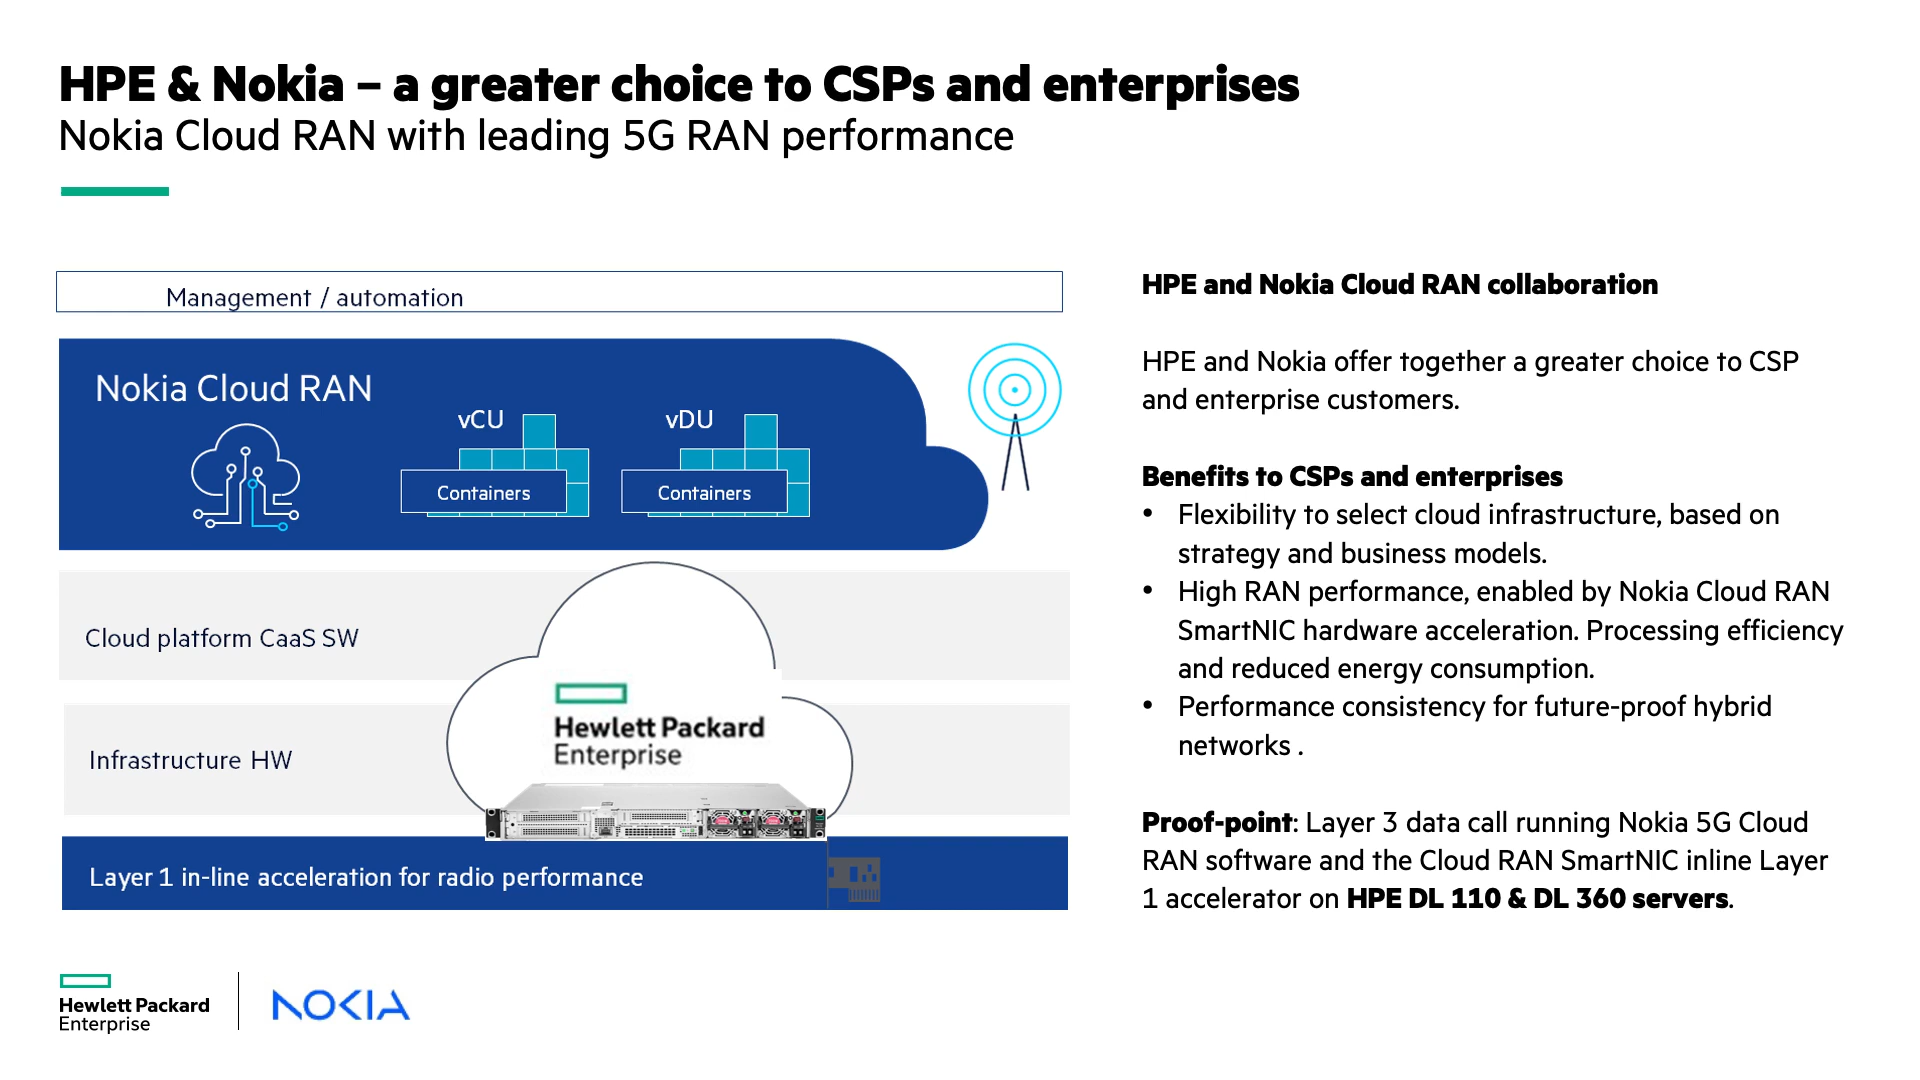 HPE & Nokia – a greater choice to CSPs and enterprises
Nokia Cloud RAN with leading 5G RAN performance
Management / automation
Nokia Cloud RAN
vCU
vDU
Containers
Containers
Cloud platform CaaS SW
Hewlett Packard
Enterprise
Infrastructure HW
Layer 1 in-line acceleration for radio performance
HPE and Nokia Cloud RAN collaboration
HPE and Nokia offer together a greater choice to CSP
and enterprise customers.
Benefits to CSPs and enterprises
• Flexibility to select cloud infrastructure, based on
strategy and business models.
• High RAN performance, enabled by Nokia Cloud RAN
SmartNIC hardware acceleration. Processing efficiency
and reduced energy consumption.
• Performance consistency for future-proof hybrid
networks .
Proof-point: Layer 3 data call running Nokia 5G Cloud
RAN software and the Cloud RAN SmartNIC inline Layer
1 accelerator on HPE DL 110 & DL 360 servers.
Hewlett Packard
Enterprise
NOKIA